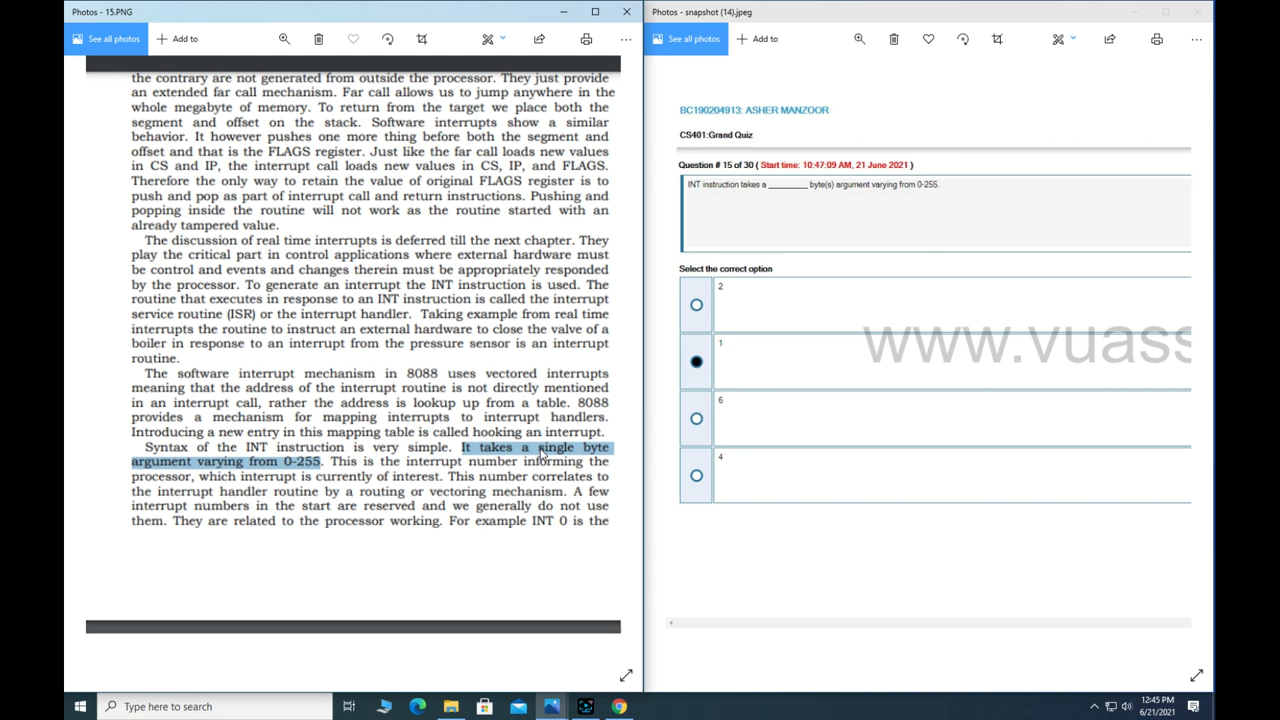 Photos - 15.PNG
See all photos
Add to
the contrary are not generated from outside the processor. They just provide
an extended far call mechanism. Far call allows us to jump anywhere in the
whole megabyte of memory. To return from the target we place both the
segment and offset on the stack. Software interrupts show a similar
behavior. It however pushes one more thing before both the segment and
offset and that is the FLAGS register. Just like the far call loads new values
in CS and IP, the interrupt call loads new values in CS, IP, and FLAGS.
Therefore the only way to retain the value of original FLAGS register is to
push and pop as part of interrupt call and return instructions. Pushing and
popping inside the routine will not work as the routine started with an
already tampered value.
The discussion of real time interrupts is deferred till the next chapter. They
play the critical part in control applications where external hardware must
be control and events and changes therein must be appropriately responded
by the processor. To generate an interrupt the INT instruction is used. The
routine that executes in response to an INT instruction is called the interrupt
service routine (ISR) or the interrupt handler. Taking example from real time
interrupts the routine to instruct an external hardware to close the valve of a
boiler in response to an interrupt from the pressure sensor is an interrupt
routine.
The software interrupt mechanism in 8088 uses vectored interrupts
meaning that the address of the interrupt routine is not directly mentioned
in an interrupt call, rather the address is lookup up from a table. 8088
provides a mechanism for mapping interrupts to interrupt handlers.
Introducing a new entry in this mapping table is called hooking an interrupt.
Syntax of the INT instruction is very simple. It takes a single byte
argument varying from 0-255. This is the interrupt number informing the
processor, which interrupt is currently of interest. This number correlates to
the interrupt handler routine by a routing or vectoring mechanism. A few
interrupt numbers in the start are reserved and we generally do not use
them. They are related to the processor working. For example INT 0 is the
Photos - snapshot (14).jpeg
See all photos
Add to
BC190204913: ASHER MANZOOR
CS401:Grand Quiz
Question # 15 of 30 ( Start time: 10:47:09 AM, 21 June 2021 )
INT instruction takes a ________ byte(s) argument varying from 0-255.
Select the correct option
2
1
www.vuass
6
4
Type here to search
12:45 PM
6/21/2021